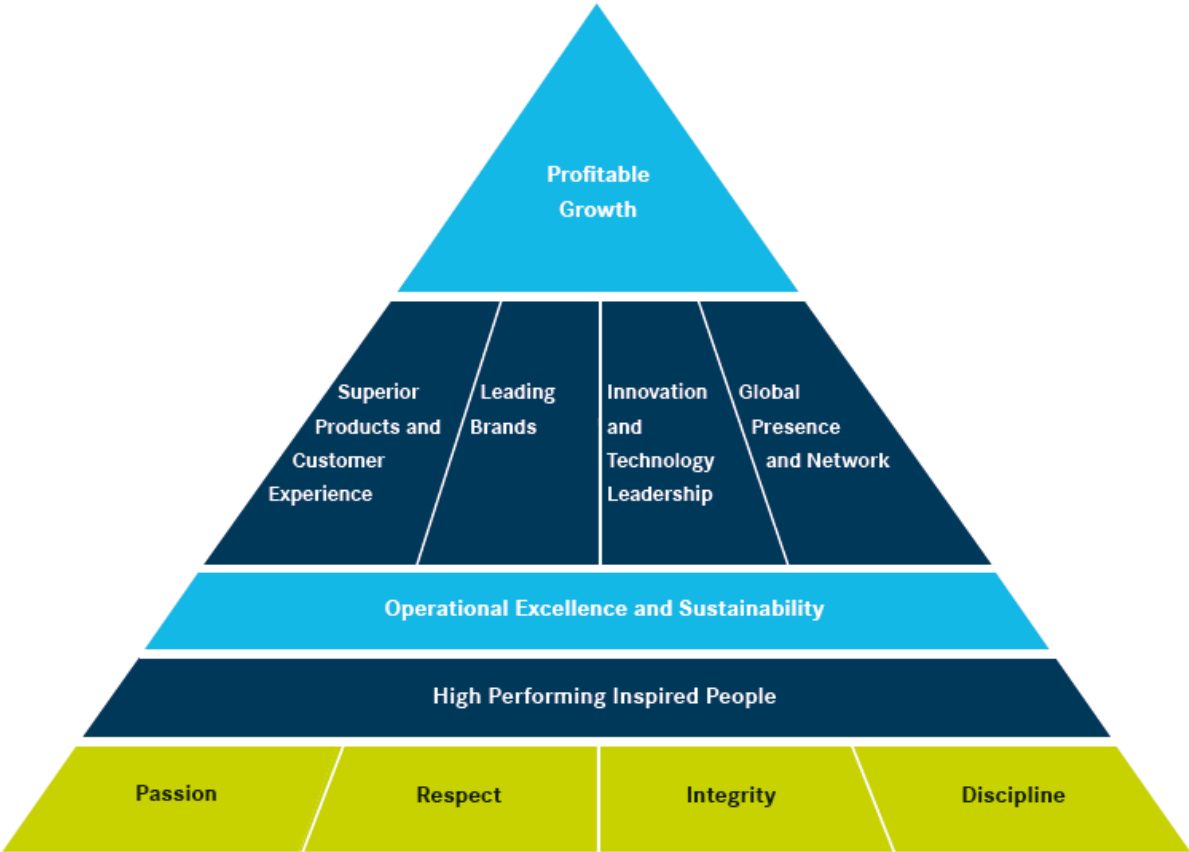 Profitable
Growth
Superior
Products and
Customer
Experience
Leading
Brands
Innovation
and
Technology
Leadership
Global
Presence
and Network
Operational Excellence and Sustainability
High Performing Inspired People
Passion
Respect
Integrity
Discipline